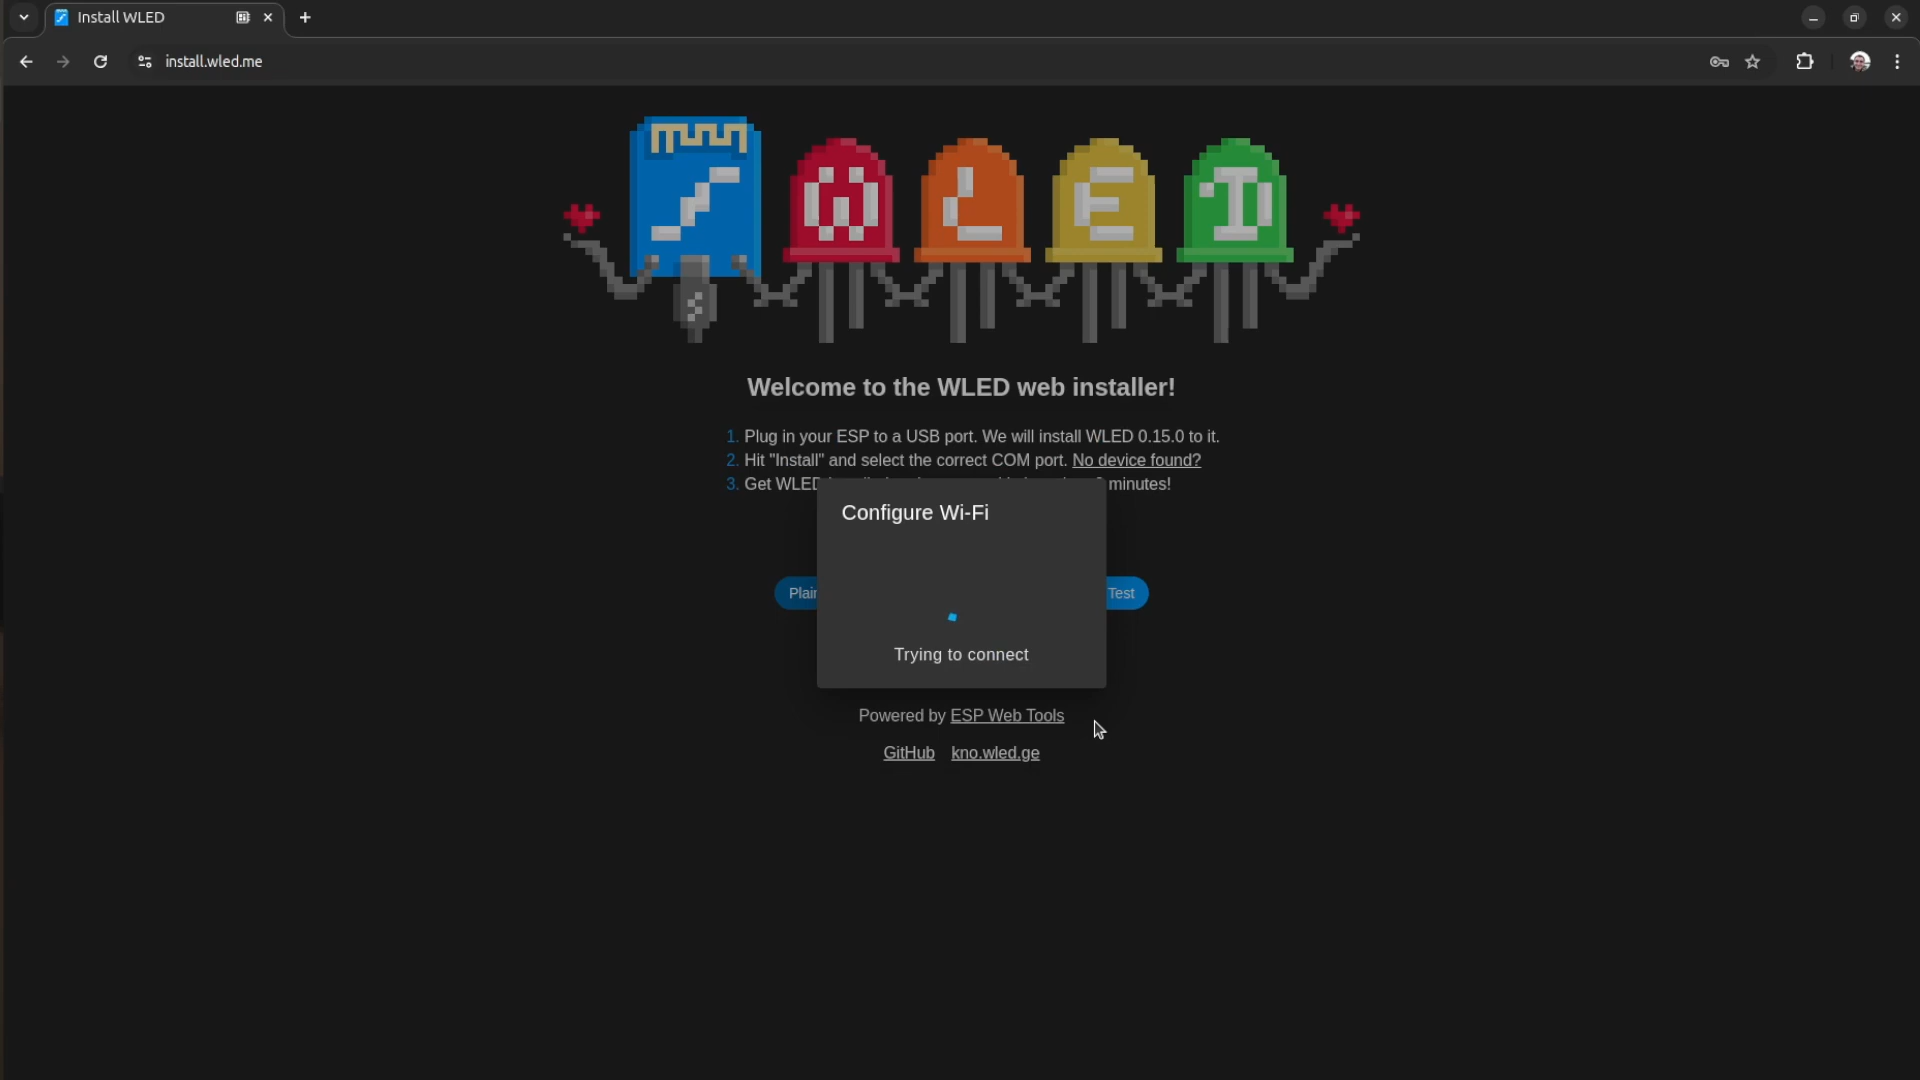 Install WLED
install.wled.me
WLED
Welcome to the WLED web installer!
1. Plug in your ESP to a USB port. We will install WLED 0.15.0 to it.
2. Hit "Install" and select the correct COM port. No device found?
3. Get WLED minutes!
Configure Wi-Fi
Plain Test
Trying to connect
Powered by ESP Web Tools
GitHub kno.wled.ge